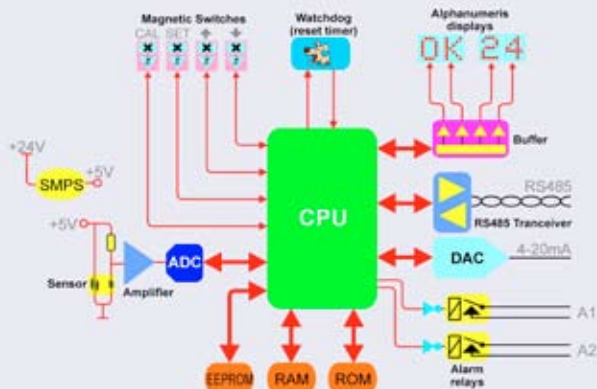 Magnetic Switches
CAL SET
Watchdog
(reset timer)
Alphanumeris
displays
OK 24
Buffer
+24V
SMPS
+5V
CPU
RS485
RS485 Tranceiver
+5V
Sensor
Amplifier
ADC
DAC
4-20mA
A1
A2
Alarm
relays
EEPROM
RAM
ROM